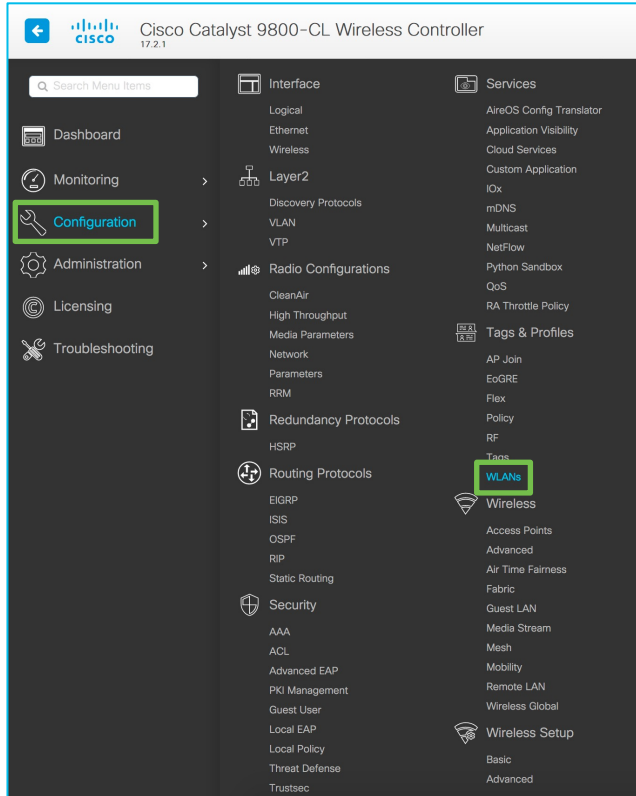 CISCO
Cisco Catalyst 9800-CL Wireless Controller
17.2.1
Search Menu Items
Dashboard
Monitoring
Configuration
Administration
Licensing
Troubleshooting
Interface
Logical
Ethernet
Wireless
Layer2
Discovery Protocols
VLAN
VTP
Radio Configurations
CleanAir
High Throughput
Media Parameters
Network
Parameters
RRM
Redundancy Protocols
HSRP
Routing Protocols
EIGRP
ISIS
OSPF
RIP
Static Routing
Security
AAA
ACL
Advanced EAP
PKI Management
Guest User
Local EAP
Local Policy
Threat Defense
Trustsec
Services
AireOS Config Translator
Application Visibility
Cloud Services
Custom Application
IOx
mDNS
Multicast
NetFlow
Python Sandbox
QoS
RA Throttle Policy
Tags & Profiles
AP Join
EoGRE
Flex
Policy
RF
Tags
WLANs
Wireless
Access Points
Advanced
Air Time Fairness
Fabric
Guest LAN
Media Stream
Mesh
Mobility
Remote LAN
Wireless Global
Wireless Setup
Basic
Advanced